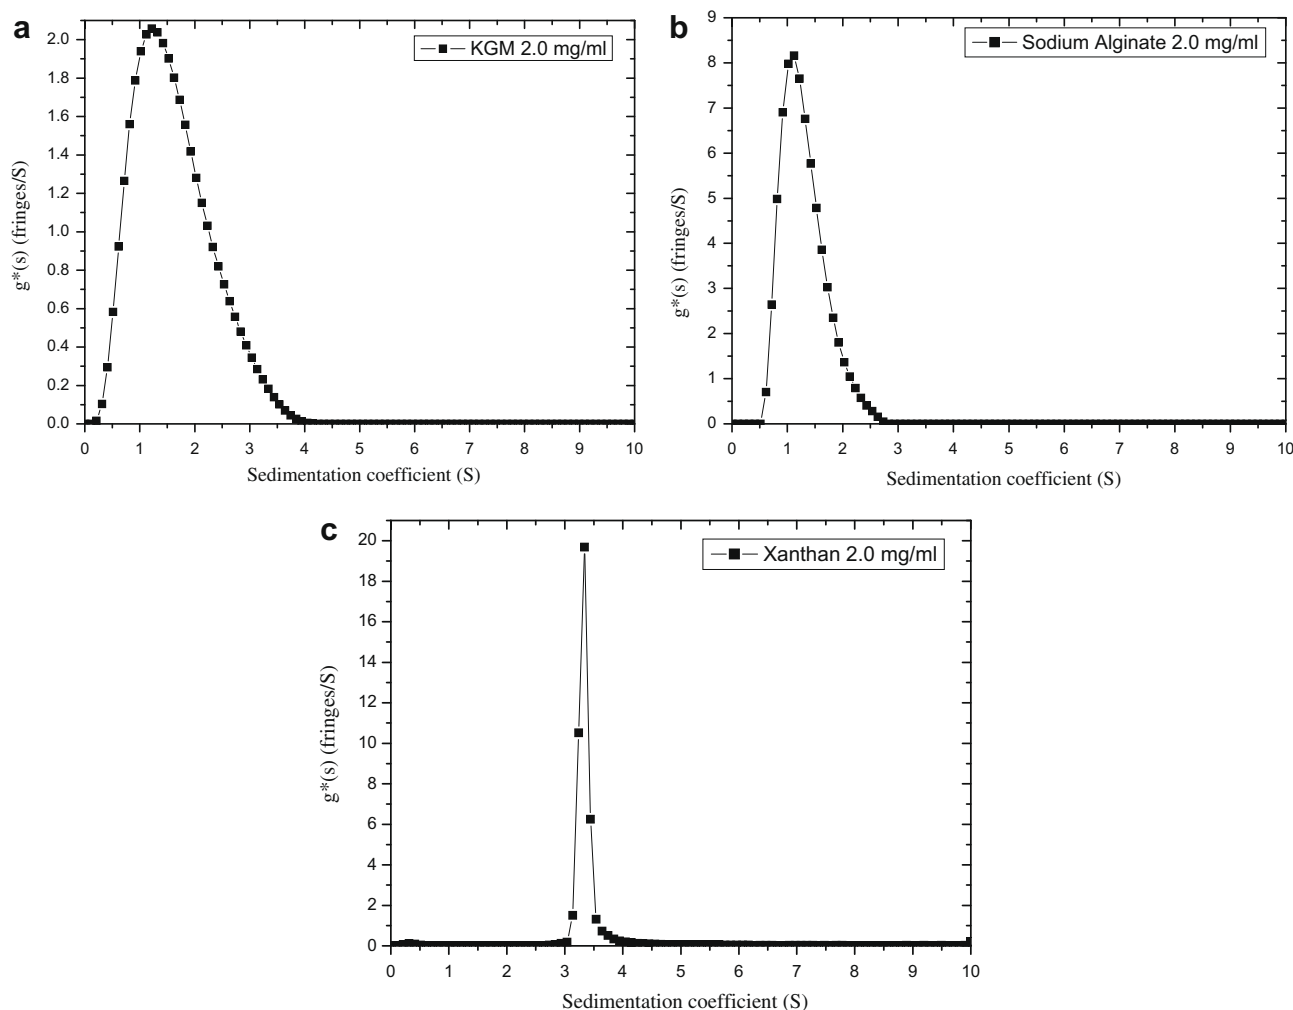 a
KGM 2.0 mg/ml
g*(s) (fringes/S)
2.0
1.8
1.6
1.4
1.2
1.0
0.8
0.6
0.4
0.2
0.0
0 1 2 3 4 5 6 7 8 9 10
Sedimentation coefficient (S)
b
Sodium Alginate 2.0 mg/ml
g*(s) (fringes/S)
9
8
7
6
5
4
3
2
1
0
0 1 2 3 4 5 6 7 8 9 10
Sedimentation coefficient (S)
c
Xanthan 2.0 mg/ml
g*(s) (fringes/S)
20
18
16
14
12
10
8
6
4
2
0
0 1 2 3 4 5 6 7 8 9 10
Sedimentation coefficient (S)